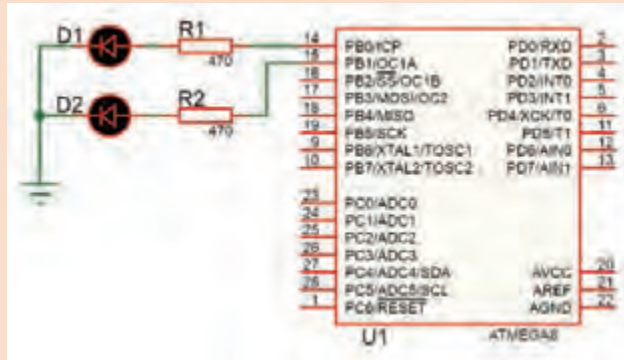 D1
R1
470
D2
R2
470
14 PB0/ICP
15 PB1/OC1A
16 PB2/SS/OC1B
17 PB3/MOSI/OC2
18 PB4/MISO
19 PB5/SCK
9 PB6/XTAL1/TOSC1
10 PB7/XTAL2/TOSC2
23 PC0/ADC0
24 PC1/ADC1
25 PC2/ADC2
26 PC3/ADC3
27 PC4/ADC4/SDA
28 PC5/ADC5/SCL
1 PC6/RESET
PD0/RXD 2
PD1/TXD 3
PD2/INT0 4
PD3/INT1 5
PD4/XCK/T0 6
PD5/T1 11
PD6/AIN0 12
PD7/AIN1 13
AVCC 20
AREF 21
AGND 22
U1
ATMEGA8